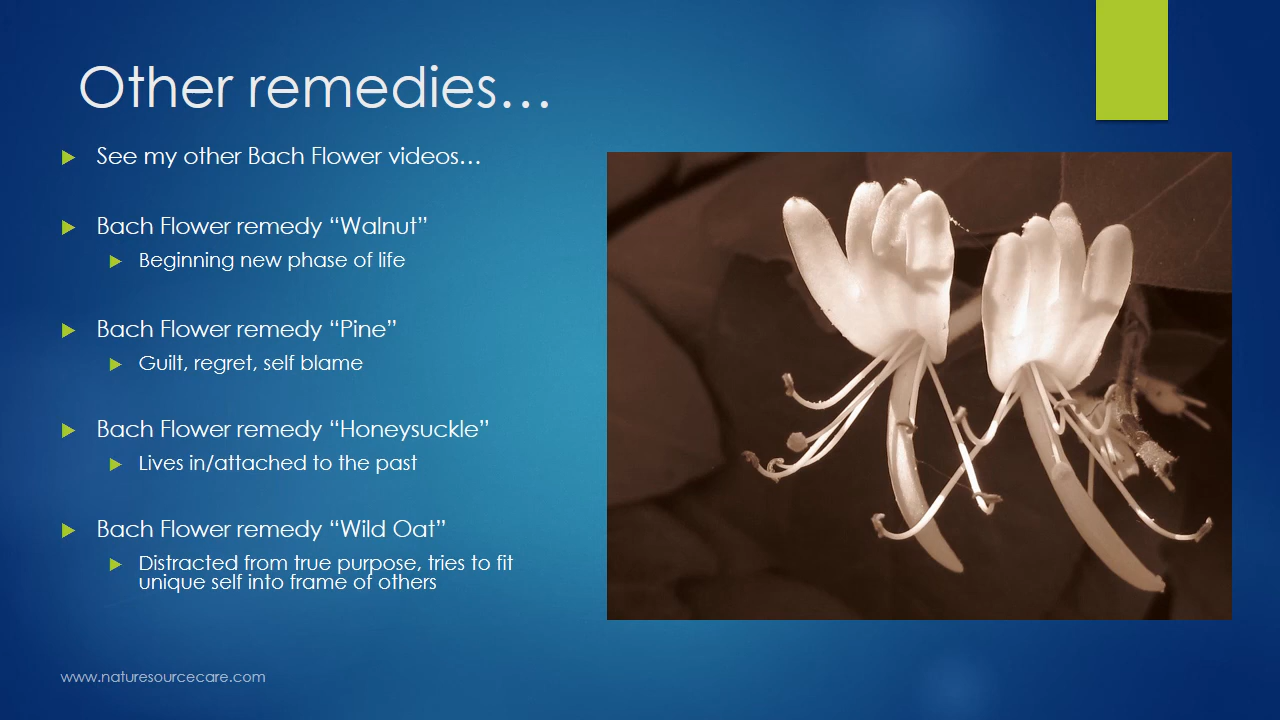 Other remedies…
See my other Bach Flower videos…
Bach Flower remedy “Walnut”
Beginning new phase of life
Bach Flower remedy “Pine”
Guilt, regret, self blame
Bach Flower remedy “Honeysuckle”
Lives in/attached to the past
Bach Flower remedy “Wild Oat”
Distracted from true purpose, tries to fit
unique self into frame of others
www.naturesourcecare.com